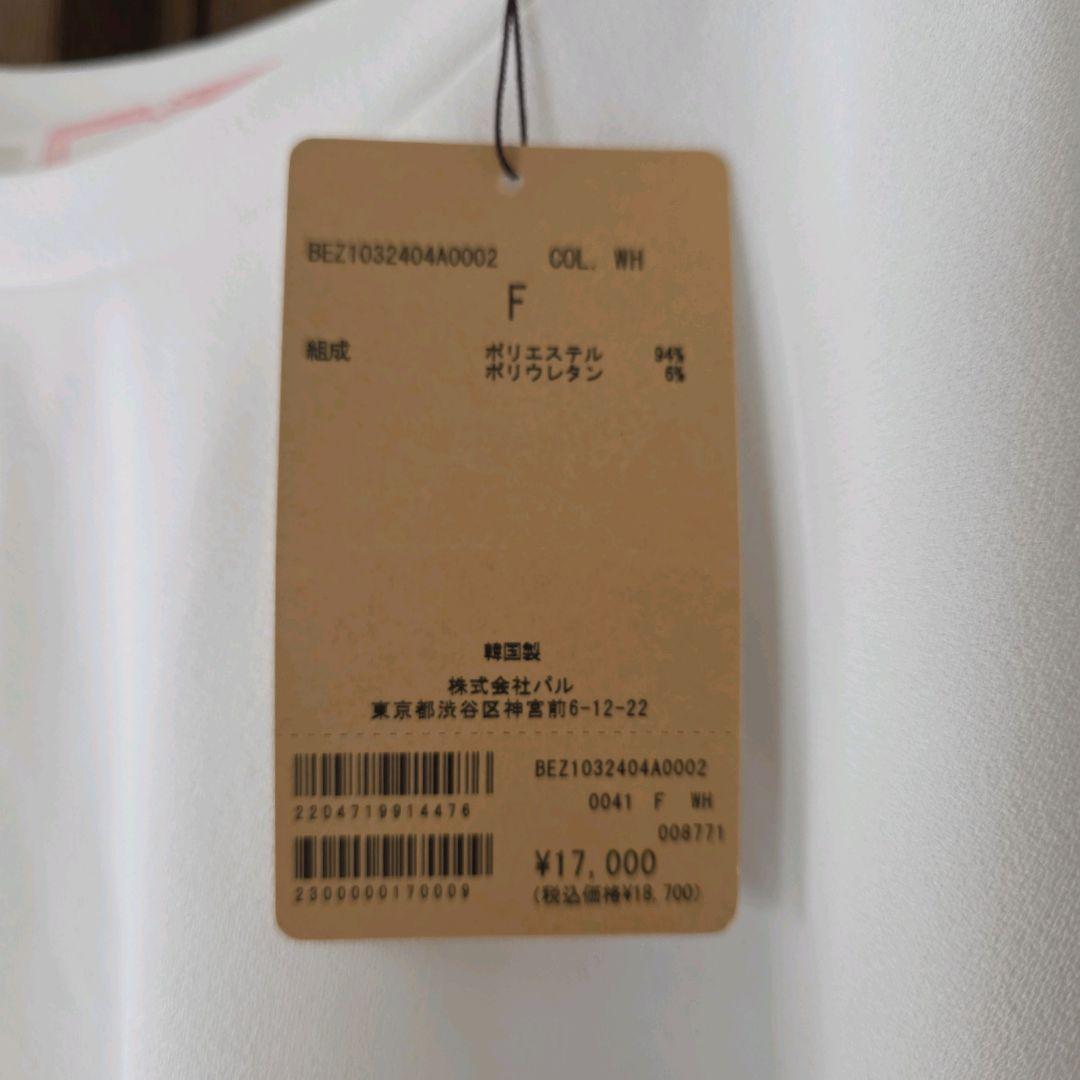 BEZ1032404A0002 COL. WH
F
組成 ポリエステル 94%
ポリウレタン 6%
韓国製
株式会社パル
東京都渋谷区神宮前6-12-22
BEZ1032404A0002
0041 F WH
2204719914476
008771
¥17,000
2300000170009
(税込価格¥18,700)